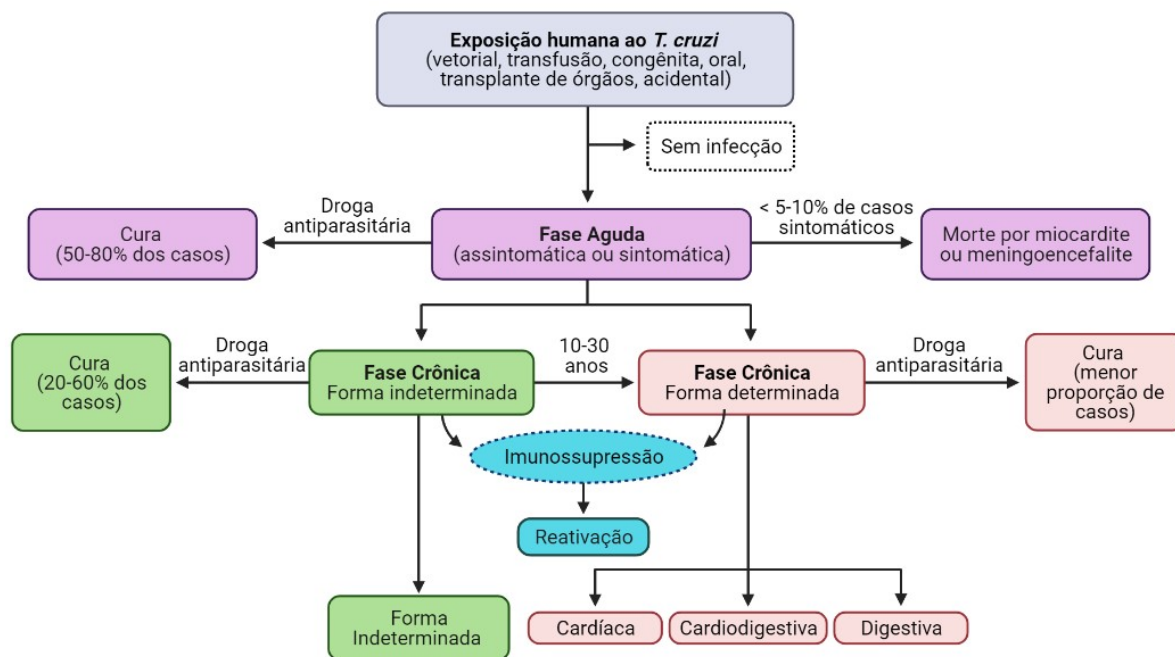 Exposição humana ao T. cruzi
(vetorial, transfusão, congênita, oral,
transplante de órgãos, acidental)
Sem infecção
Droga
antiparasitária
< 5-10% de casos
sintomáticos
Cura
(50-80% dos casos)
Fase Aguda
(assintomática ou sintomática)
Morte por miocardite
ou meningoencefalite
Droga
antiparasitária
10-30
anos
Droga
antiparasitária
Cura
(20-60% dos
casos)
Fase Crônica
Forma indeterminada
Fase Crônica
Forma determinada
Cura
(menor
proporção de
casos)
Imunossupressão
Reativação
Forma
Indeterminada
Cardíaca
Cardiodigestiva
Digestiva